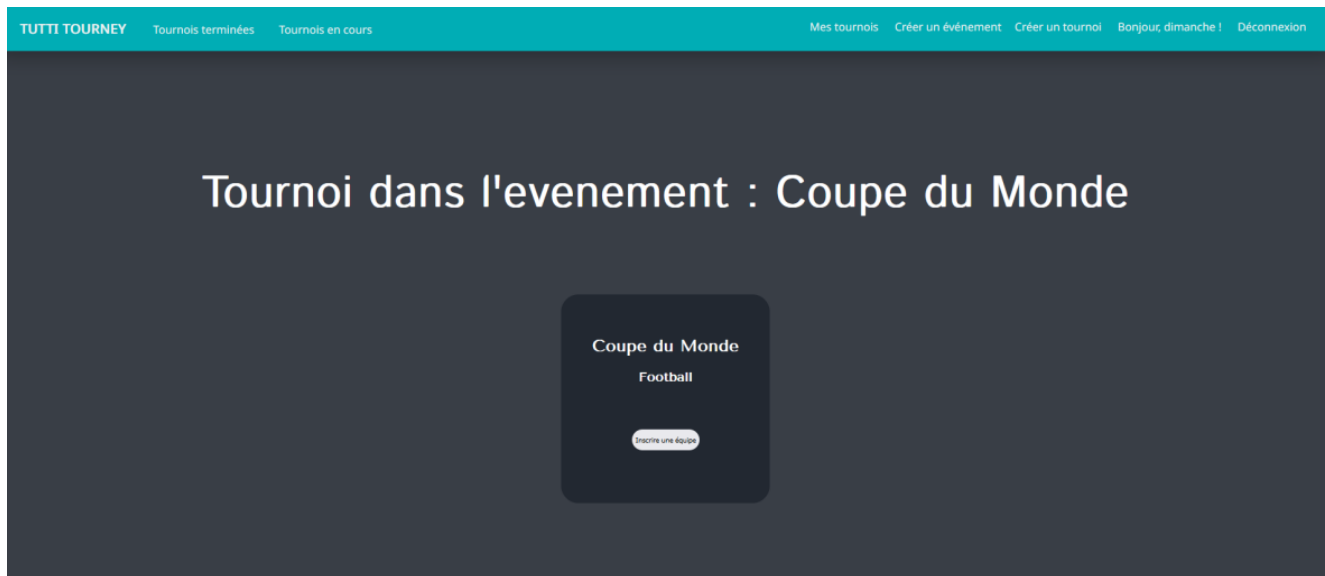 TUTTI TOURNEY Tournois terminées Tournois en cours Mes tournois Créer un événement Créer un tournoi Bonjour, dimanche ! Déconnexion
Tournoi dans l'evenement : Coupe du Monde
Coupe du Monde
Football
Inscrire une équipe